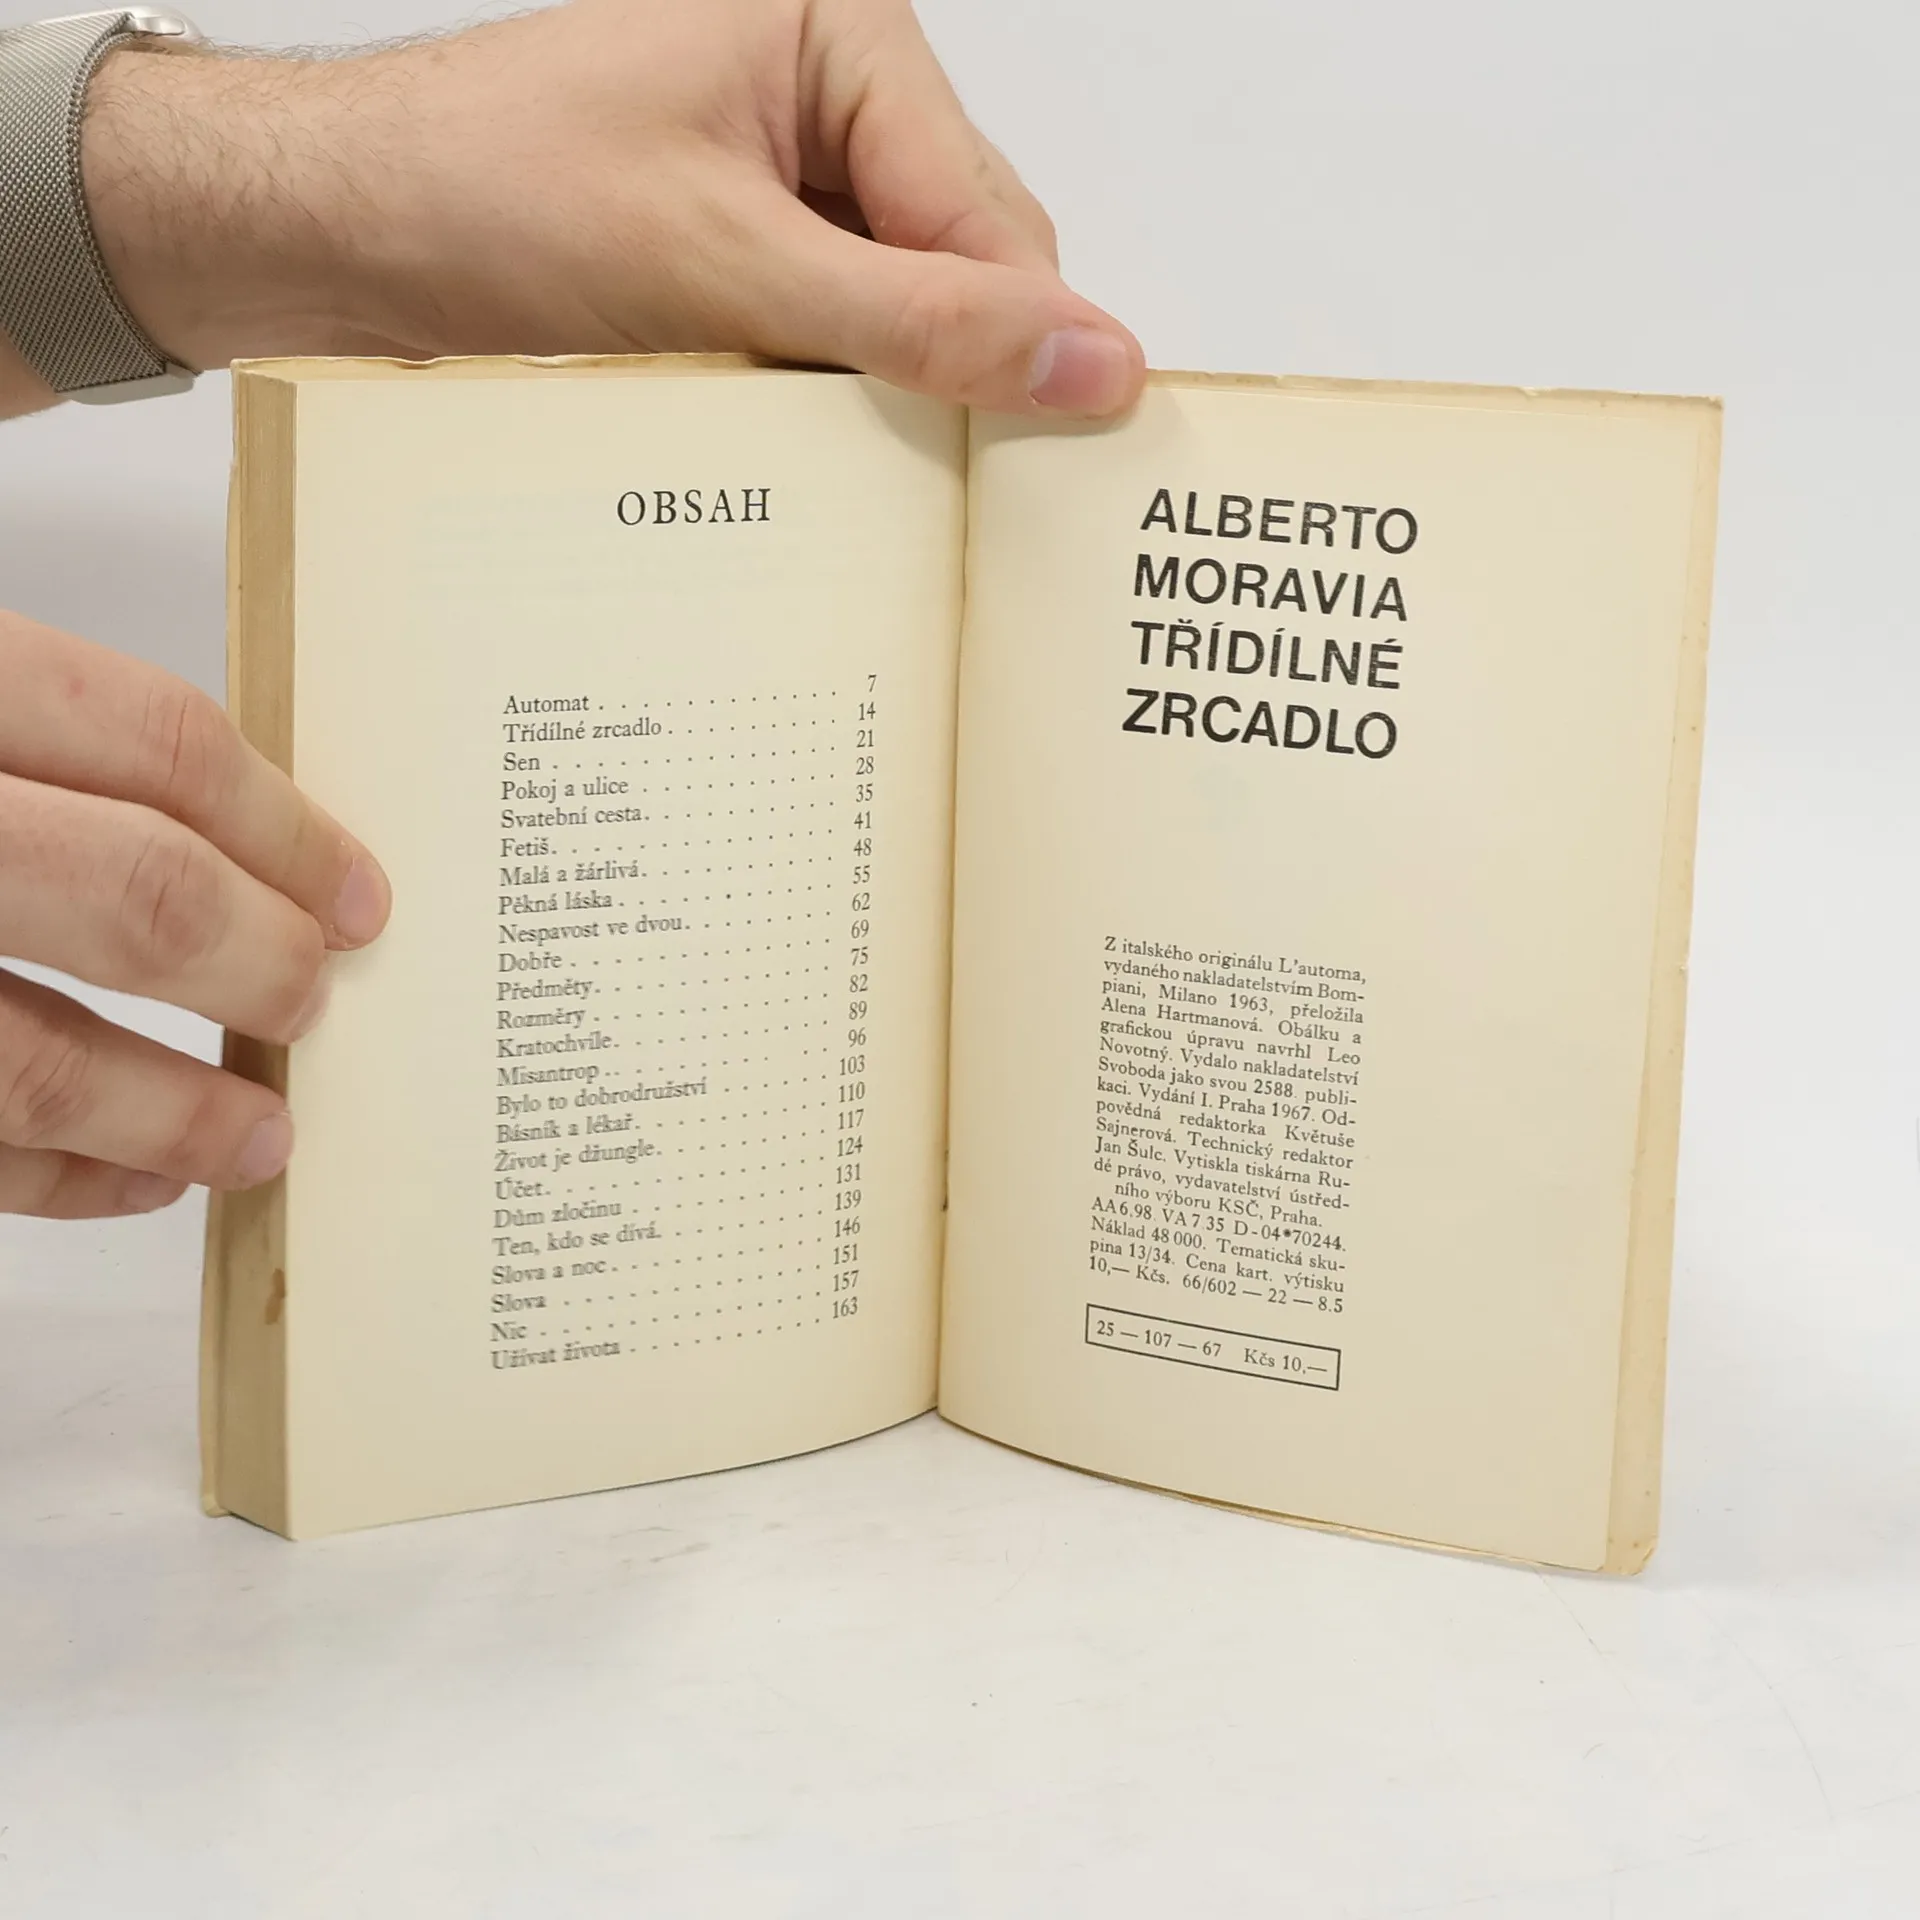 OBSAH
Automat . . . . . . . . . . 7
Třídílné zrcadlo . . . . . . . . 14
Sen . . . . . . . . . . . 21
Pokoj a ulice . . . . . . . . 28
Svatební cesta. . . . . . . . 35
Fetiš. . . . . . . . . . . 41
Malá a žárlivá. . . . . . . . 48
Pěkná láska . . . . . . . . . 55
Nespavost ve dvou. . . . . . . 62
Dobře . . . . . . . . . . 69
Předměty. . . . . . . . . . 75
Rozměry . . . . . . . . . . 82
Kratochvíle. . . . . . . . . 89
Misantrop . . . . . . . . . 96
Bylo to dobrodružství . . . . . 103
Básník a lékař. . . . . . . . 110
Život je džungle. . . . . . . 117
Účet. . . . . . . . . . . 124
Dům zločinu . . . . . . . . 131
Ten, kdo se dívá. . . . . . . 139
Slova a noc . . . . . . . . . 146
Slova . . . . . . . . . . 151
Nic . . . . . . . . . . . 157
Užívat života . . . . . . . . 163
ALBERTO
MORAVIA
TŘÍDÍLNÉ
ZRCADLO
Z italského originálu L'automa,
vydaného nakladatelstvím Bom-
piani, Milano 1963, přeložila
Alena Hartmanová. Obálku a
grafickou úpravu navrhl Leo
Novotný. Vydalo nakladatelství
Svoboda jako svou 2588. publi-
kaci. Vydání I. Praha 1967. Od-
povědná redaktorka Květuše
Sajnerová. Technický redaktor
Jan Šulc. Vytiskla tiskárna Ru-
dé právo, vydavatelství ústřed-
ního výboru KSČ, Praha.
AA 6,98. VA 7,35 D-04*70244.
Náklad 48 000. Tematická sku-
pina 13/34. Cena kart. výtisku
10,— Kčs. 66/602 — 22 — 8.5
25 — 107 — 67 Kčs 10,—